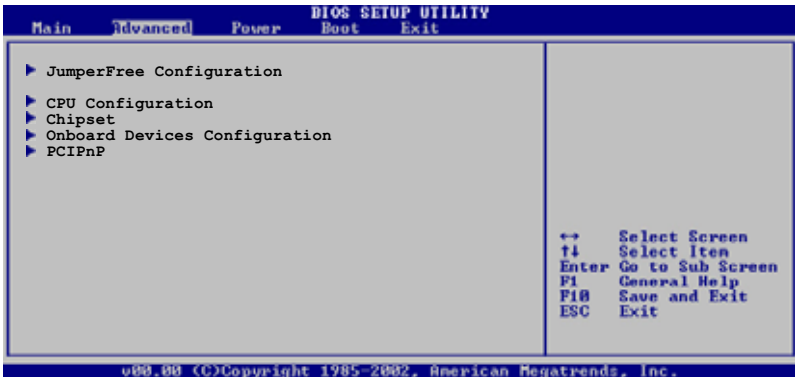 BIOS SETUP UTILITY
Main Advanced Power Boot Exit
JumperFree Configuration
CPU Configuration
Chipset
Onboard Devices Configuration
PCIPnP
↔ Select Screen
↑↓ Select Item
Enter Go to Sub Screen
F1 General Help
F10 Save and Exit
ESC Exit
v00.00 (C)Copyright 1985-2002, American Megatrends, Inc.